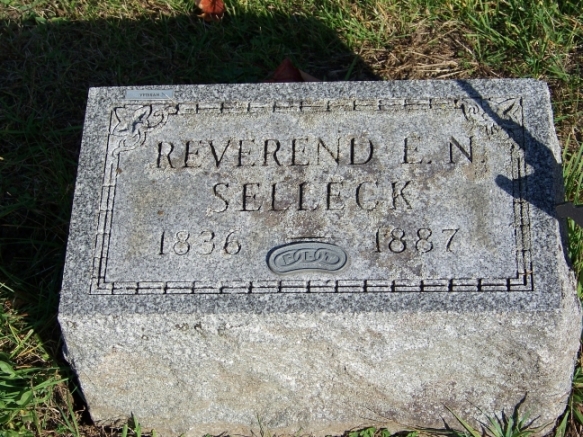 REVEREND E. N.
SELLECK
1836 1887